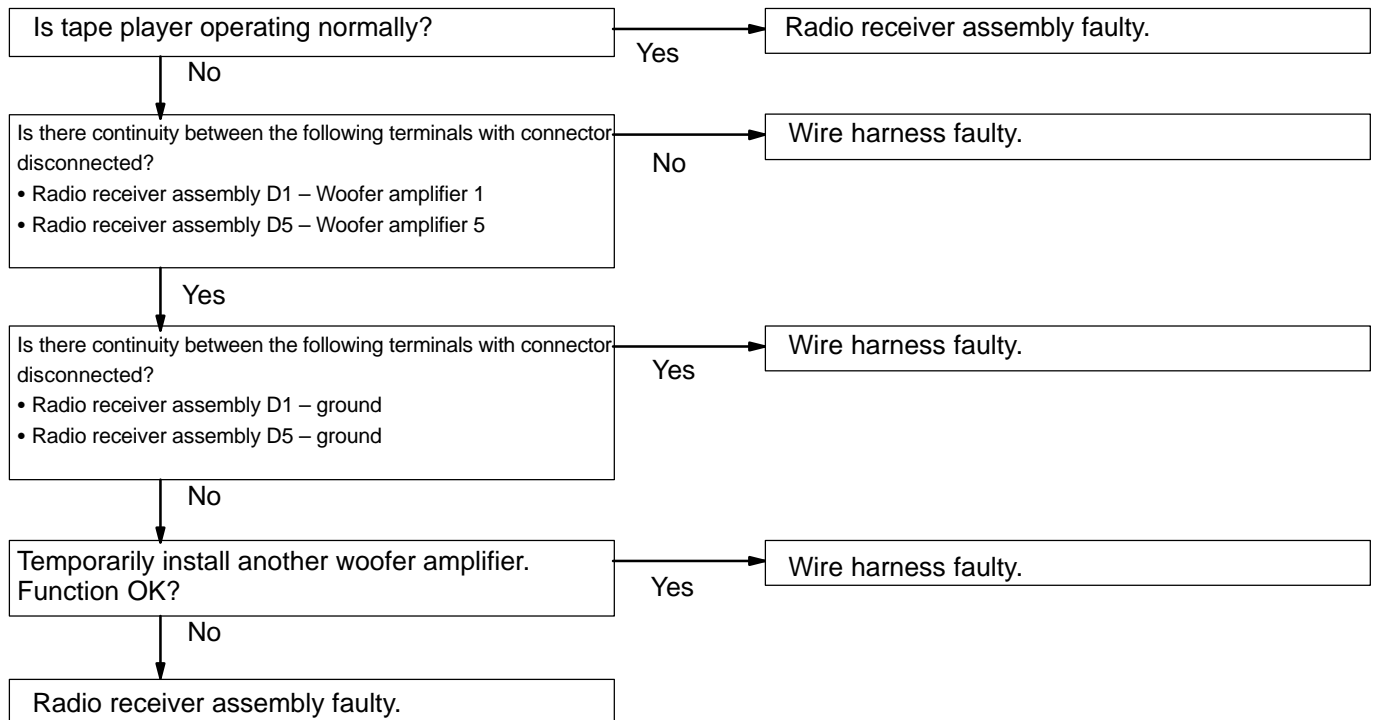 Is tape player operating normally?
Yes
Radio receiver assembly faulty.
No
Is there continuity between the following terminals with connector
disconnected?
• Radio receiver assembly D1 – Woofer amplifier 1
• Radio receiver assembly D5 – Woofer amplifier 5
No
Wire harness faulty.
Yes
Is there continuity between the following terminals with connector
disconnected?
• Radio receiver assembly D1 – ground
• Radio receiver assembly D5 – ground
Yes
Wire harness faulty.
No
Temporarily install another woofer amplifier.
Function OK?
Yes
Wire harness faulty.
No
Radio receiver assembly faulty.